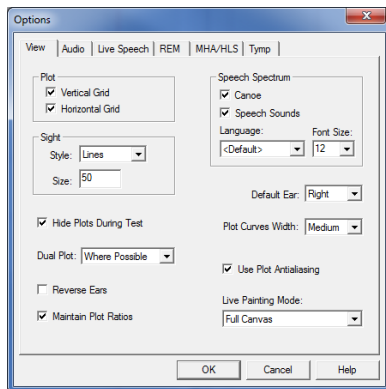 Options
View Audio Live Speech REM MHA/HLS Tymp
Plot
Vertical Grid
Horizontal Grid
Sight
Style: Lines
Size: 50
Hide Plots During Test
Dual Plot: Where Possible
Reverse Ears
Maintain Plot Ratios
Speech Spectrum
Canoe
Speech Sounds
Language: Font Size:
<Default> 12
Default Ear: Right
Plot Curves Width: Medium
Use Plot Antialiasing
Live Painting Mode:
Full Canvas
OK Cancel Help